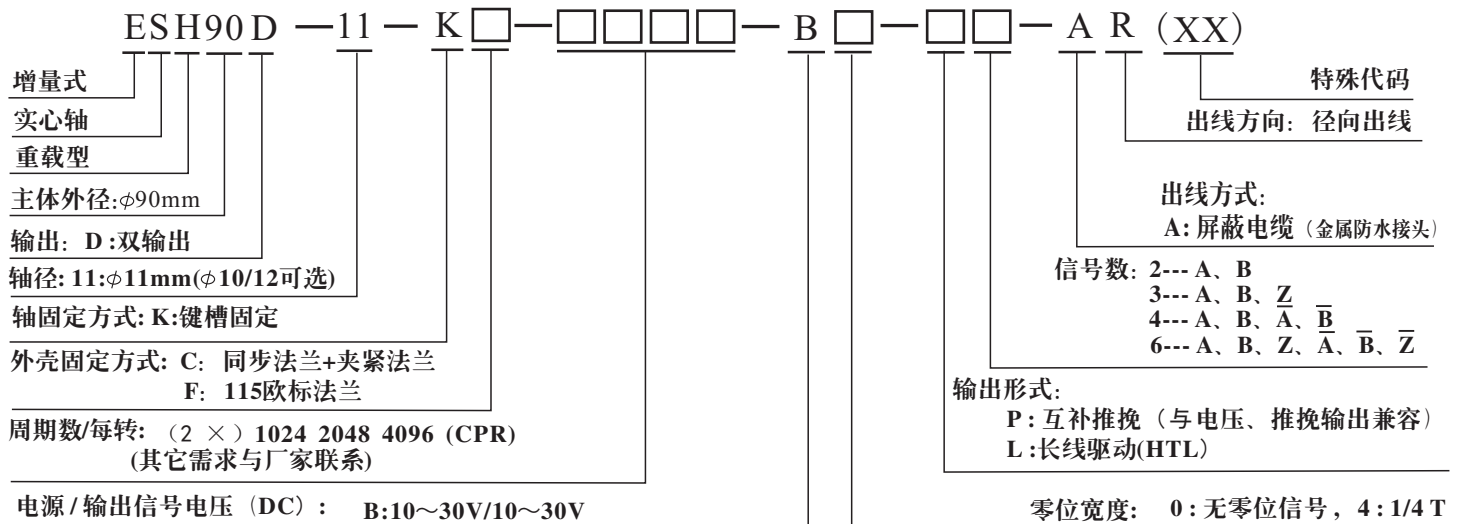 ESH90D—11—K□—□□□□—B□—□□—AR(XX)
增量式
实心轴
重载型
主体外径:φ90mm
输出: D:双输出
轴径: 11:φ11mm(φ10/12可选)
轴固定方式: K:键槽固定
外壳固定方式: C: 同步法兰+夹紧法兰
F: 115欧标法兰
周期数/每转: (2 ×) 1024 2048 4096 (CPR)
(其它需求与厂家联系)
电源/输出信号电压(DC): B:10~30V/10~30V
特殊代码
出线方向: 径向出线
出线方式:
A: 屏蔽电缆(金属防水接头)
信号数: 2--- A、B
3--- A、B、Z
4--- A、B、A̅、B̅
6--- A、B、Z、A̅、B̅、Z̅
输出形式:
P: 互补推挽(与电压、推挽输出兼容)
L:长线驱动(HTL)
零位宽度: 0:无零位信号, 4:1/4 T